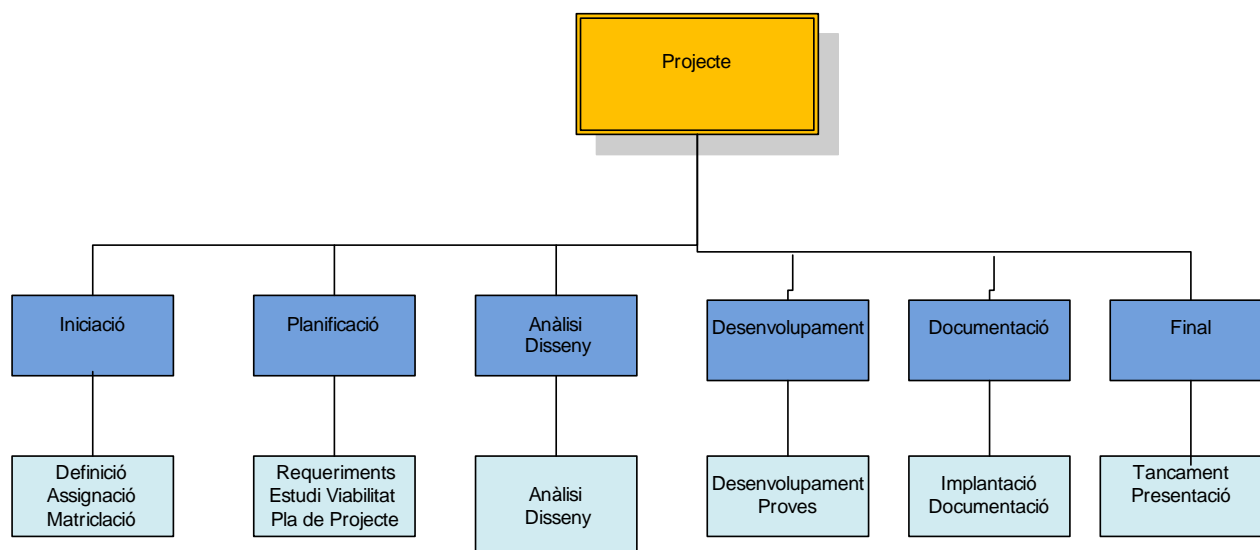 Projecte
Iniciació
Planificació
Anàlisi
Disseny
Desenvolupament
Documentació
Final
Definició
Assignació
Matriclació
Requeriments
Estudi Viabilitat
Pla de Projecte
Anàlisi
Disseny
Desenvolupament
Proves
Implantació
Documentació
Tancament
Presentació